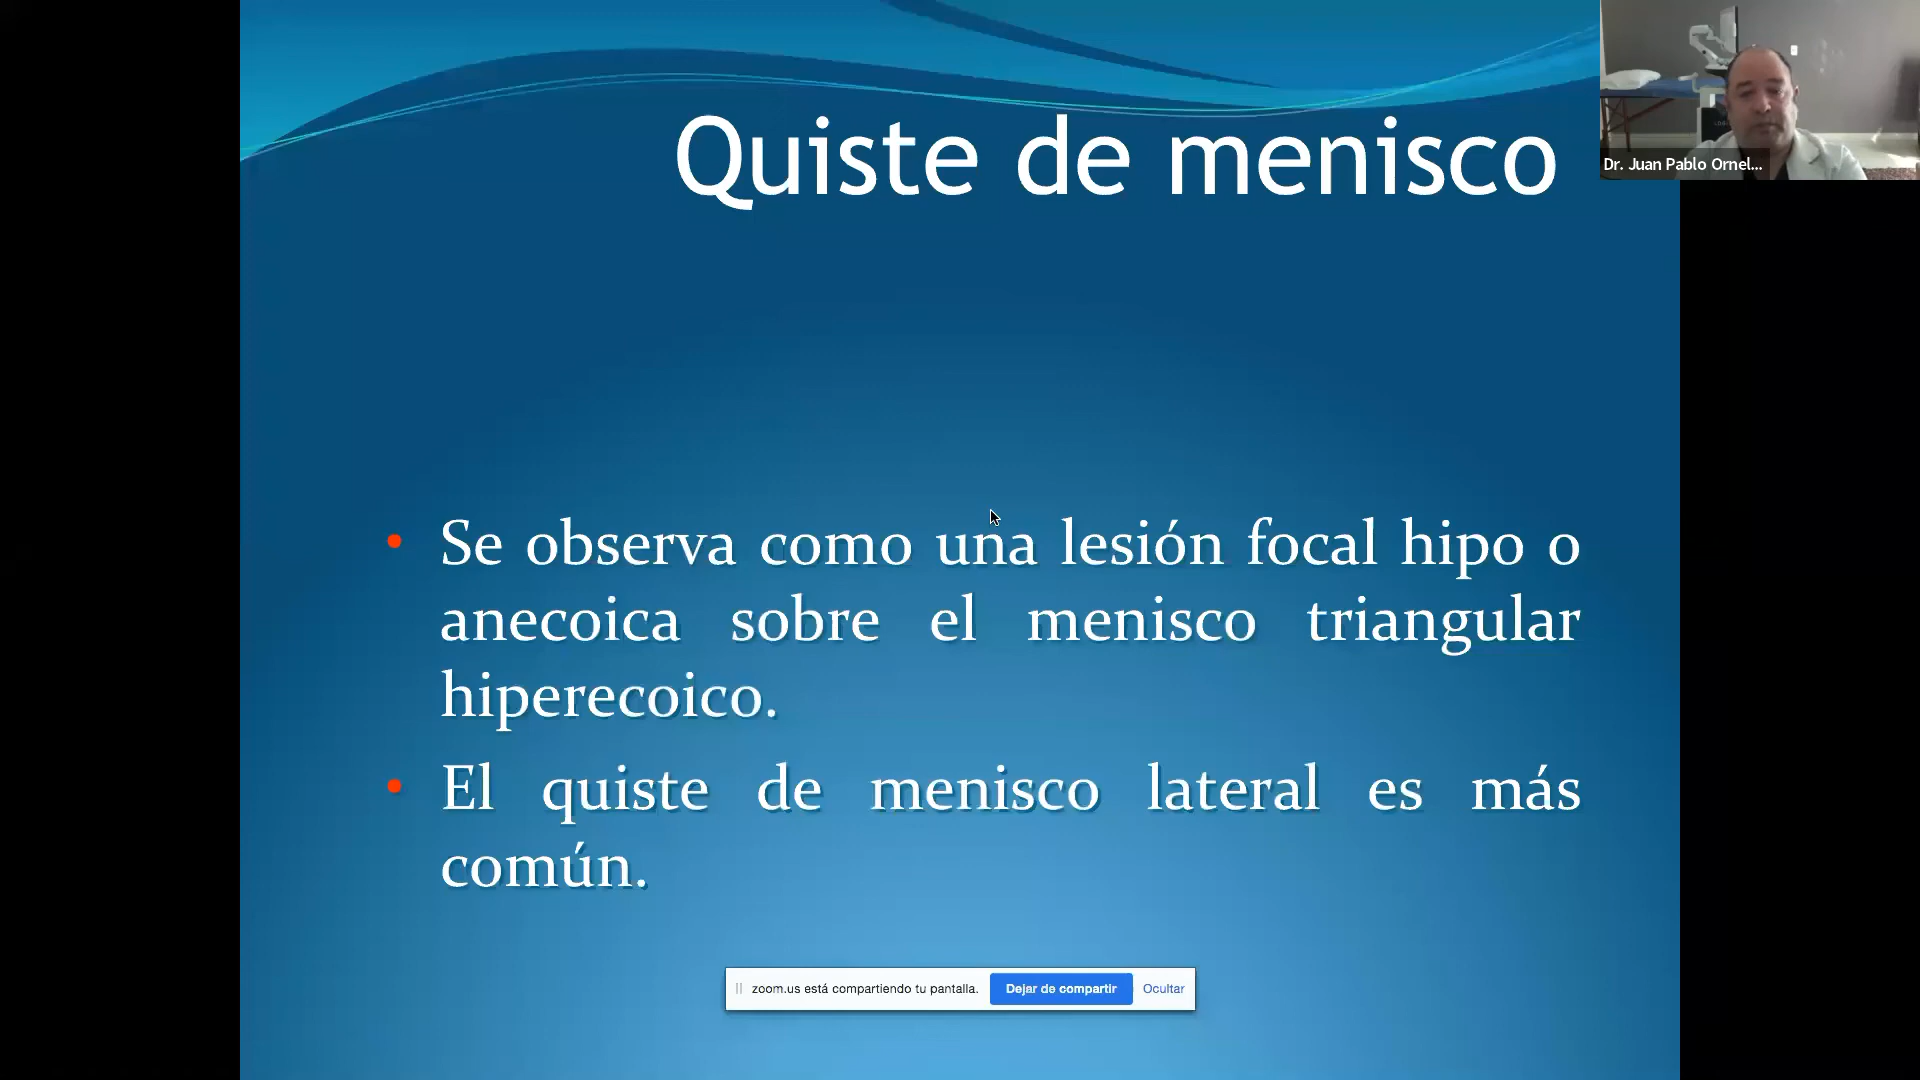 Quiste de menisco
Dr. Juan Pablo Ornel...
• Se observa como una lesión focal hipo o
anecoica sobre el menisco triangular
hiperecoico.
• El quiste de menisco lateral es más
común.
zoom.us está compartiendo tu pantalla. Dejar de compartir Ocultar